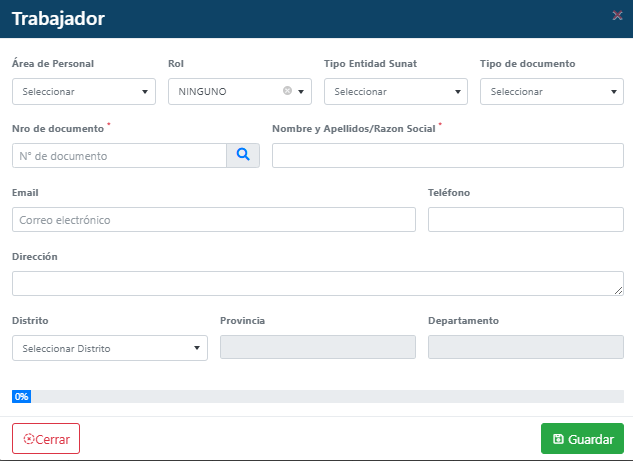 Trabajador
Área de Personal Rol Tipo Entidad Sunat Tipo de documento
Seleccionar NINGUNO Seleccionar Seleccionar
Nro de documento * Nombre y Apellidos/Razon Social *
N° de documento
Email Teléfono
Correo electrónico
Dirección
Distrito Provincia Departamento
Seleccionar Distrito
0%
Cerrar Guardar